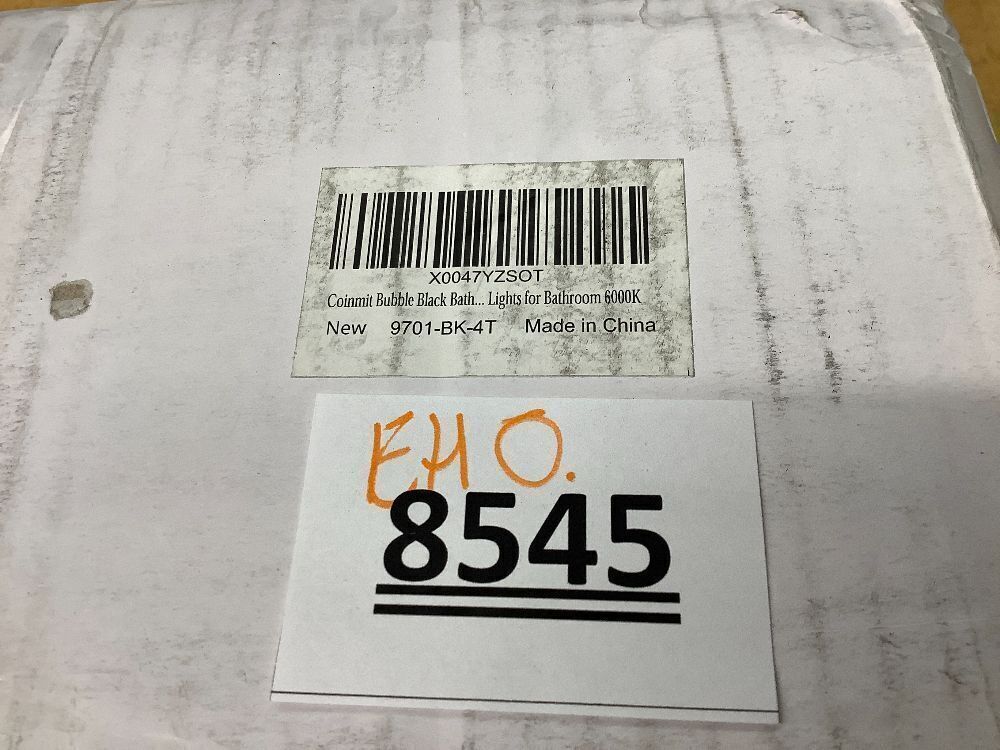 X0047YZSOT
Coinmit Bubble Black Bath... Lights for Bathroom 6000K
New 9701-BK-4T Made in China
EHO.
8545